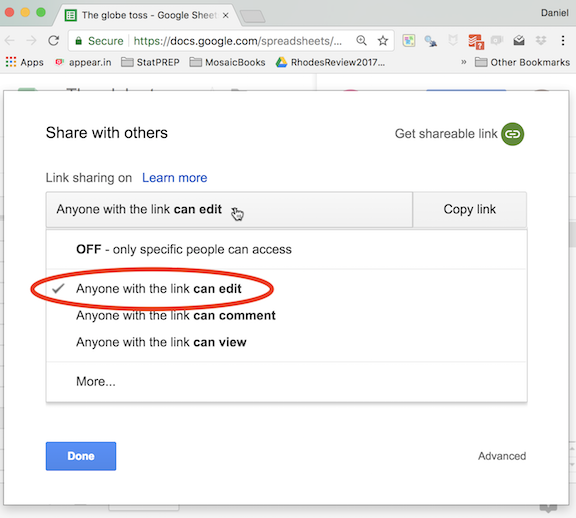 The globe toss - Google Sheet
Daniel
Secure https://docs.google.com/spreadsheets/...
Apps appear.in StatPREP MosaicBooks RhodesReview2017... » Other Bookmarks
Share with others
Get shareable link
Link sharing on Learn more
Anyone with the link can edit
Copy link
OFF - only specific people can access
Anyone with the link can edit
Anyone with the link can comment
Anyone with the link can view
More...
Done
Advanced